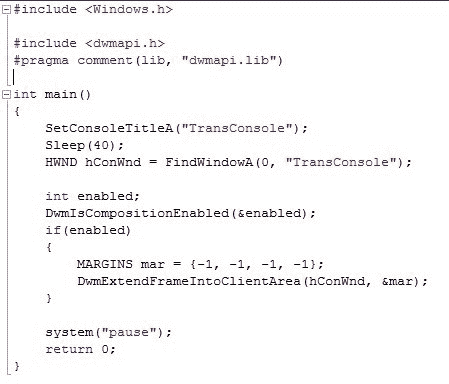 #include <Windows.h>
#include <dwmapi.h>
#pragma comment(lib, "dwmapi.lib")
int main()
{
    SetConsoleTitleA("TransConsole");
    Sleep(40);
    HWND hConWnd = FindWindowA(0, "TransConsole");
    int enabled;
    DwmIsCompositionEnabled(&enabled);
    if(enabled)
    {
        MARGINS mar = {-1, -1, -1, -1};
        DwmExtendFrameIntoClientArea(hConWnd, &mar);
    }
    system("pause");
    return 0;
}